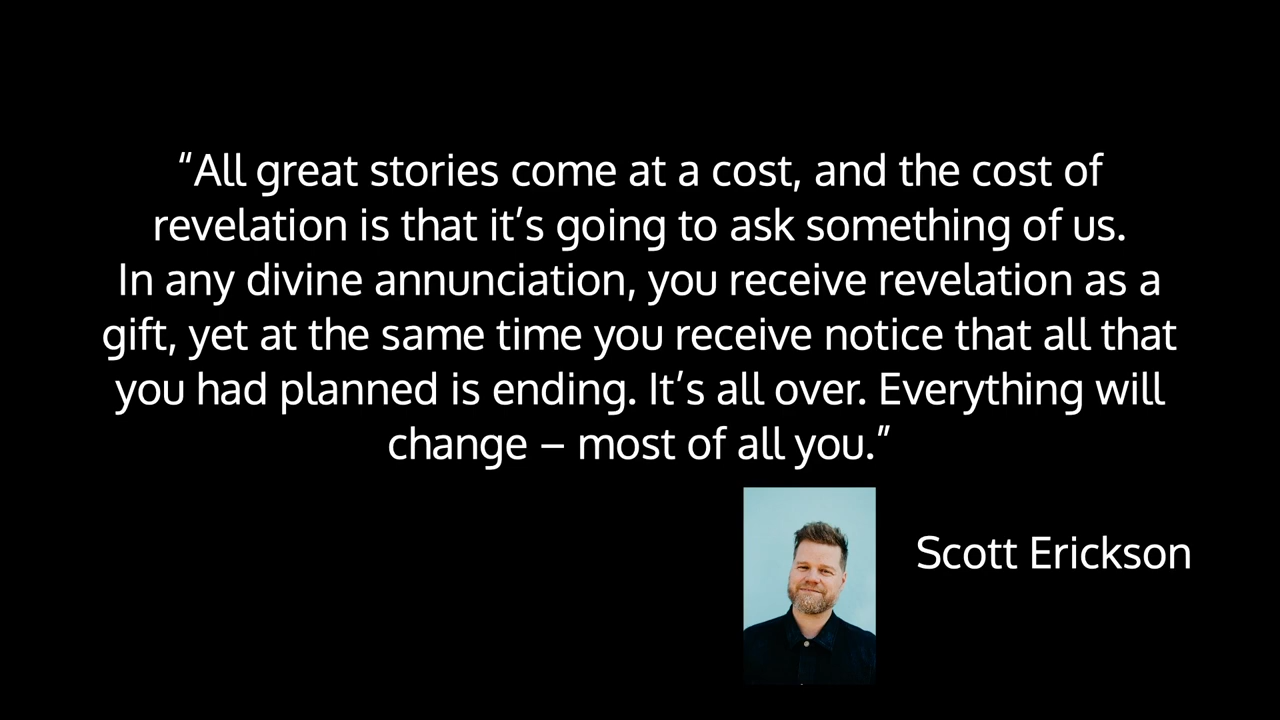 “All great stories come at a cost, and the cost of
revelation is that it’s going to ask something of us.
In any divine annunciation, you receive revelation as a
gift, yet at the same time you receive notice that all that
you had planned is ending. It’s all over. Everything will
change – most of all you.”
Scott Erickson